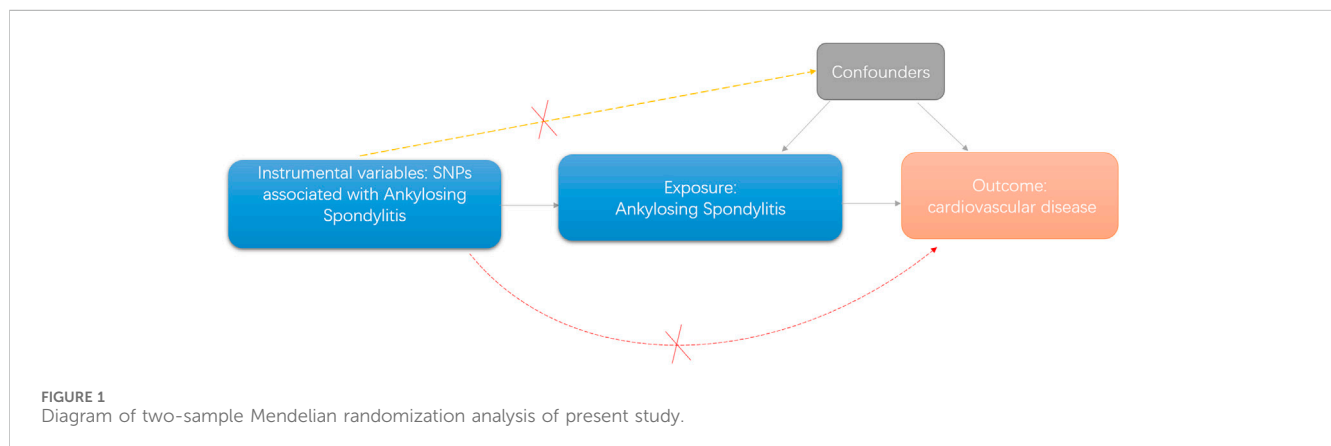 Confounders
Instrumental variables: SNPs
associated with Ankylosing
Spondylitis
Exposure:
Ankylosing Spondylitis
Outcome:
cardiovascular disease
FIGURE 1
Diagram of two-sample Mendelian randomization analysis of present study.